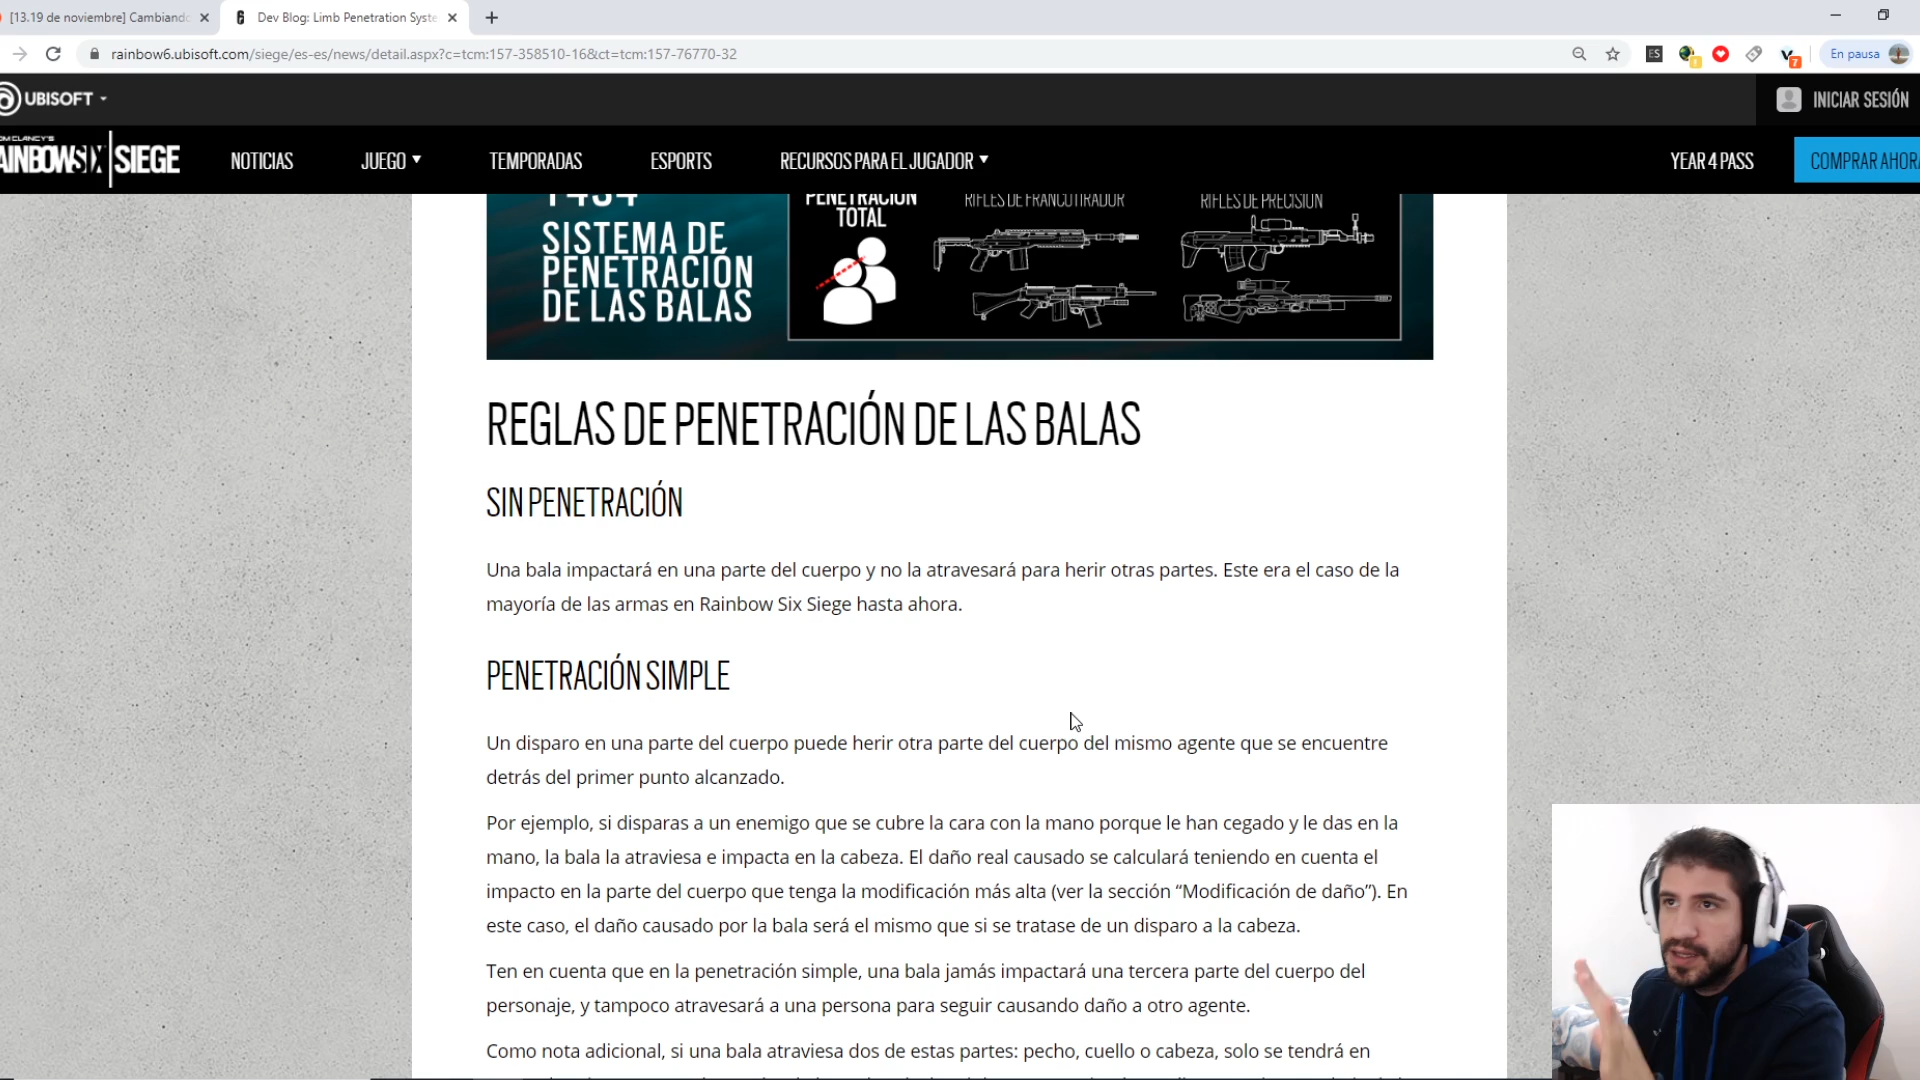 [13.19 de noviembre] Cambiando
Dev Blog: Limb Penetration Syste
rainbow6.ubisoft.com/siege/es-es/news/detail.aspx?c=tcm:157-358510-16&ct=tcm:157-76770-32
ES
7
En pausa
UBISOFT
INICIAR SESIÓN
SIEGE
NOTICIAS
JUEGO
TEMPORADAS
ESPORTS
RECURSOS PARA EL JUGADOR
YEAR 4 PASS
COMPRAR AHORA
Y4S4
SISTEMA DE
PENETRACIÓN
DE LAS BALAS
PENETRACIÓN
TOTAL
RIFLES DE FRANCOTIRADOR
RIFLES DE PRECISIÓN
REGLAS DE PENETRACIÓN DE LAS BALAS
SIN PENETRACIÓN
Una bala impactará en una parte del cuerpo y no la atravesará para herir otras partes. Este era el caso de la
mayoría de las armas en Rainbow Six Siege hasta ahora.
PENETRACIÓN SIMPLE
Un disparo en una parte del cuerpo puede herir otra parte del cuerpo del mismo agente que se encuentre
detrás del primer punto alcanzado.
Por ejemplo, si disparas a un enemigo que se cubre la cara con la mano porque le han cegado y le das en la
mano, la bala la atraviesa e impacta en la cabeza. El daño real causado se calculará teniendo en cuenta el
impacto en la parte del cuerpo que tenga la modificación más alta (ver la sección “Modificación de daño”). En
este caso, el daño causado por la bala será el mismo que si se tratase de un disparo a la cabeza.
Ten en cuenta que en la penetración simple, una bala jamás impactará una tercera parte del cuerpo del
personaje, y tampoco atravesará a una persona para seguir causando daño a otro agente.
Como nota adicional, si una bala atraviesa dos de estas partes: pecho, cuello o cabeza, solo se tendrá en